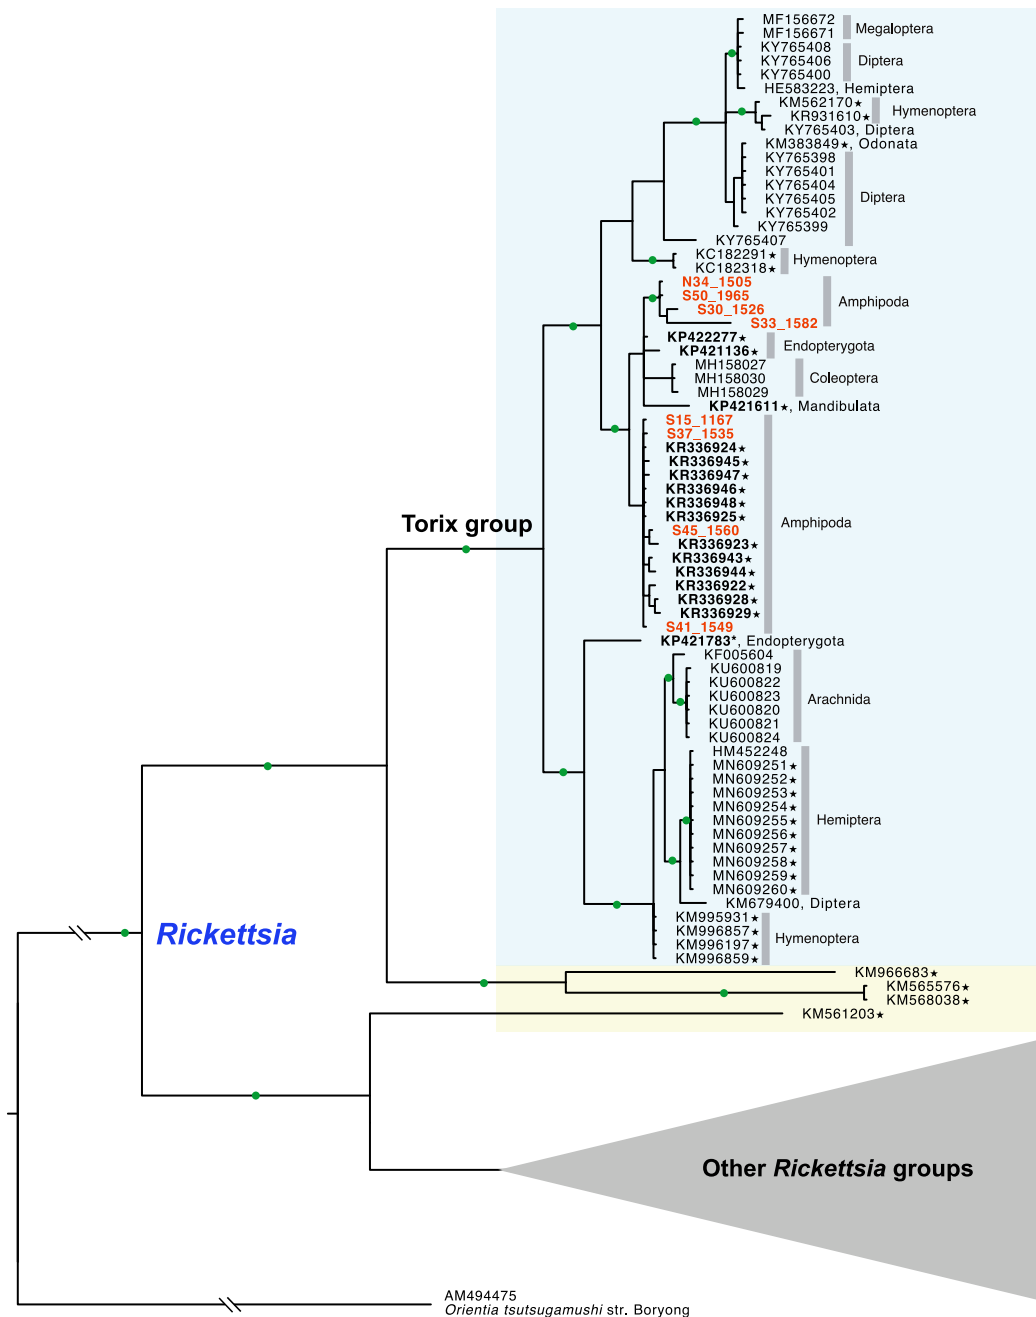 MF156672
MF156671
Megaloptera
KY765408
KY765406
Diptera
KY765400
HE583223, Hemiptera
KM562170★
KR931610★
Hymenoptera
KY765403, Diptera
KM383849★, Odonata
KY765398
KY765401
KY765404
KY765405
Diptera
KY765402
KY765399
KY765407
KC182291★
KC182318★
Hymenoptera
N34_1505
S50_1965
S30_1526
S33_1582
Amphipoda
KP422277★
KP421136★
Endopterygota
MH158027
MH158030
Coleoptera
MH158029
KP421611★, Mandibulata
S15_1167
S37_1535
KR336924★
KR336945★
KR336947★
KR336946★
KR336948★
KR336925★
Amphipoda
S45_1560
KR336923★
KR336943★
KR336944★
KR336922★
KR336928★
KR336929★
S41_1549
Torix group
KP421783*, Endopterygota
KF005604
KU600819
KU600822
KU600823
Arachnida
KU600820
KU600821
KU600824
HM452248
MN609251★
MN609252★
MN609253★
MN609254★
MN609255★
Hemiptera
MN609256★
MN609257★
MN609258★
MN609259★
MN609260★
KM679400, Diptera
KM995931★
KM996857★
KM996197★
Hymenoptera
KM996859★
Rickettsia
KM966683★
KM565576★
KM568038★
KM561203★
Other Rickettsia groups
AM494475
Orientia tsutsugamushi str. Boryong